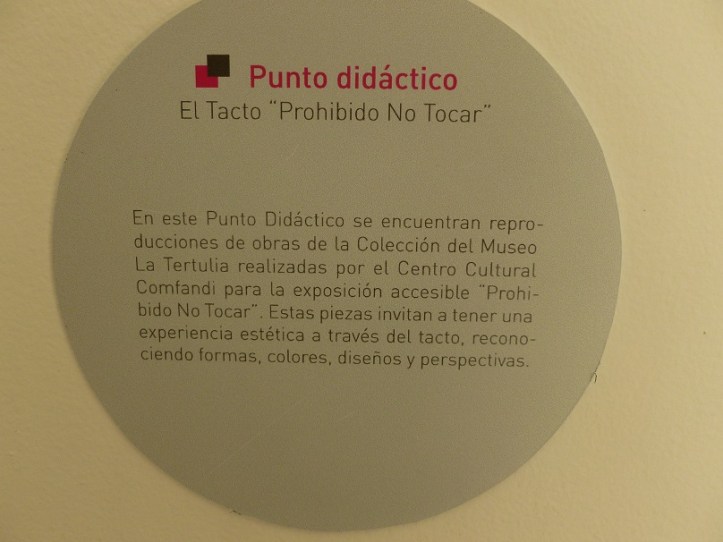 Punto didáctico
El Tacto “Prohibido No Tocar”
En este Punto Didáctico se encuentran repro-
ducciones de obras de la Colección del Museo
La Tertulia realizadas por el Centro Cultural
Comfandi para la exposición accesible “Prohi-
bido No Tocar”. Estas piezas invitan a tener una
experiencia estética a través del tacto, recono-
ciendo formas, colores, diseños y perspectivas.